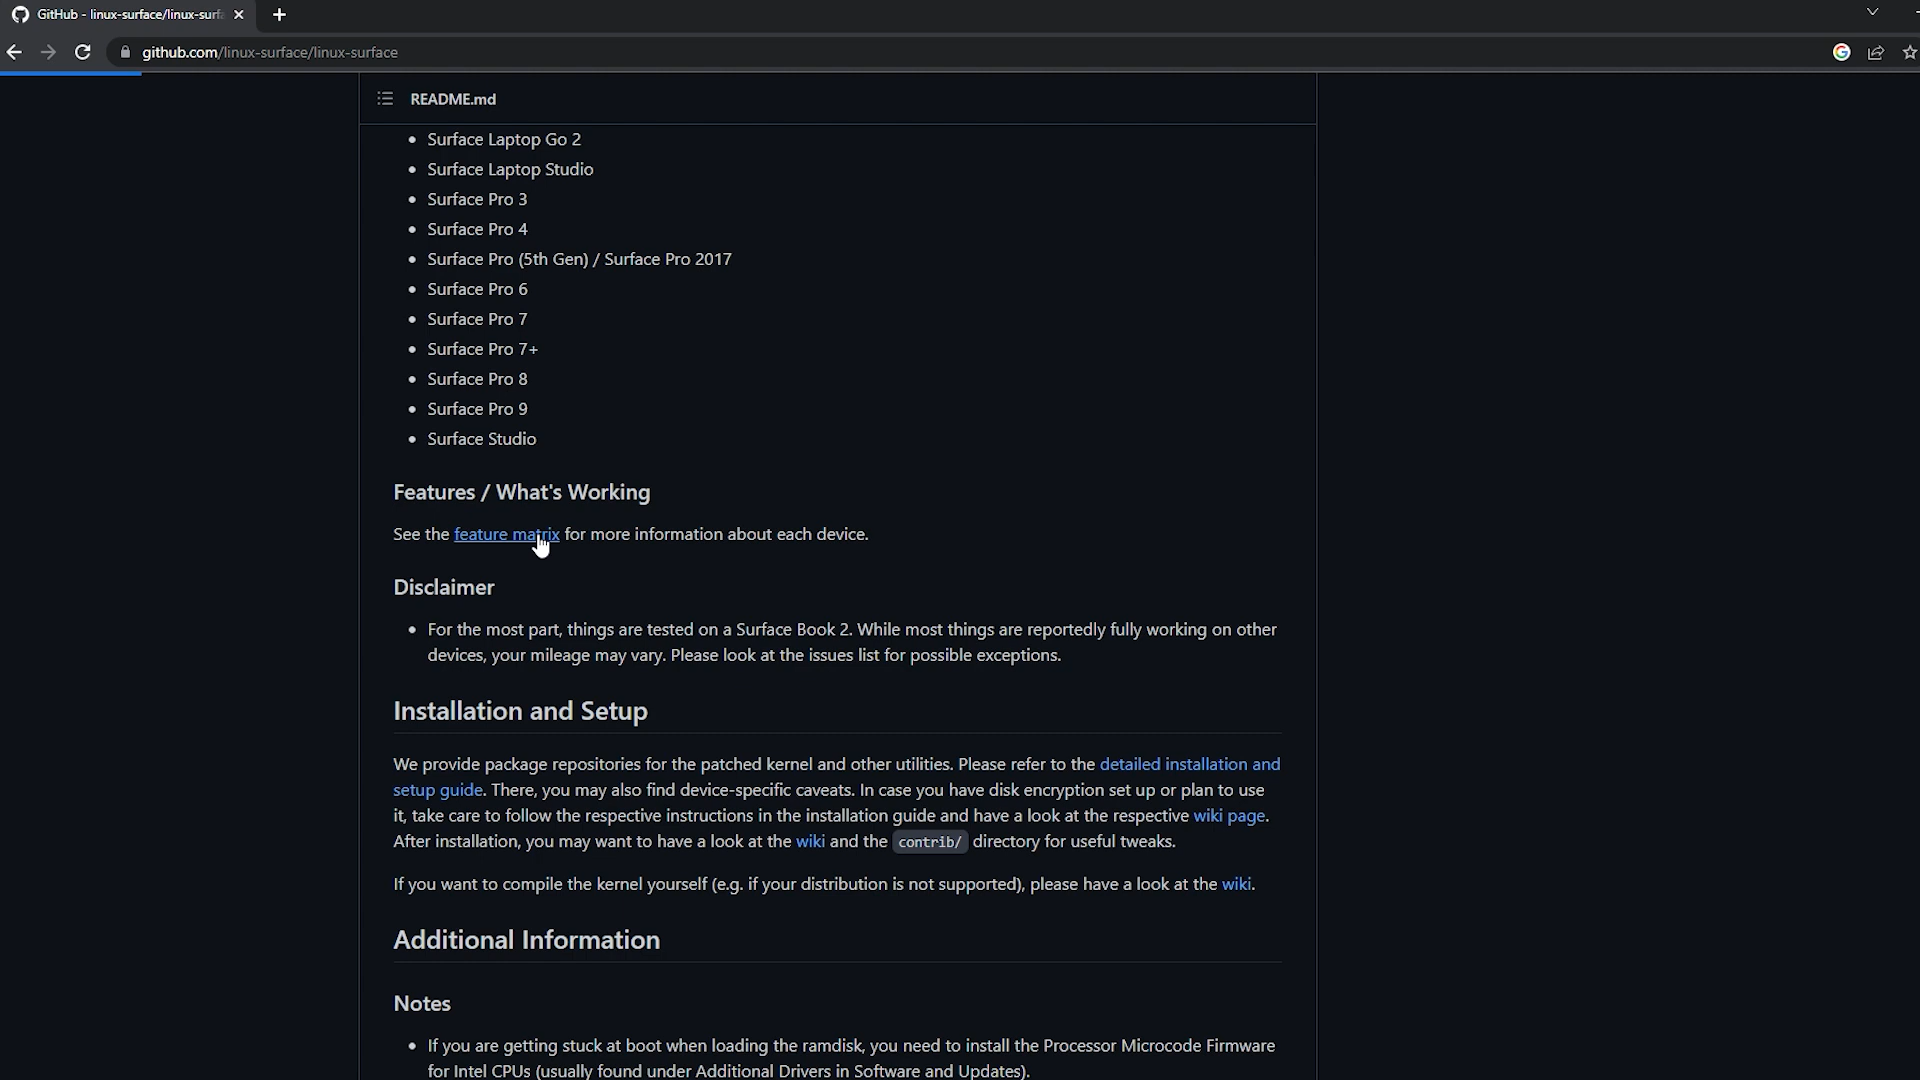 GitHub - linux-surface/linux-surf
github.com/linux-surface/linux-surface
README.md
• Surface Laptop Go 2
• Surface Laptop Studio
• Surface Pro 3
• Surface Pro 4
• Surface Pro (5th Gen) / Surface Pro 2017
• Surface Pro 6
• Surface Pro 7
• Surface Pro 7+
• Surface Pro 8
• Surface Pro 9
• Surface Studio
Features / What's Working
See the feature matrix for more information about each device.
Disclaimer
• For the most part, things are tested on a Surface Book 2. While most things are reportedly fully working on other
devices, your mileage may vary. Please look at the issues list for possible exceptions.
Installation and Setup
We provide package repositories for the patched kernel and other utilities. Please refer to the detailed installation and
setup guide. There, you may also find device-specific caveats. In case you have disk encryption set up or plan to use
it, take care to follow the respective instructions in the installation guide and have a look at the respective wiki page.
After installation, you may want to have a look at the wiki and the contrib/ directory for useful tweaks.
If you want to compile the kernel yourself (e.g. if your distribution is not supported), please have a look at the wiki.
Additional Information
Notes
• If you are getting stuck at boot when loading the ramdisk, you need to install the Processor Microcode Firmware
for Intel CPUs (usually found under Additional Drivers in Software and Updates).